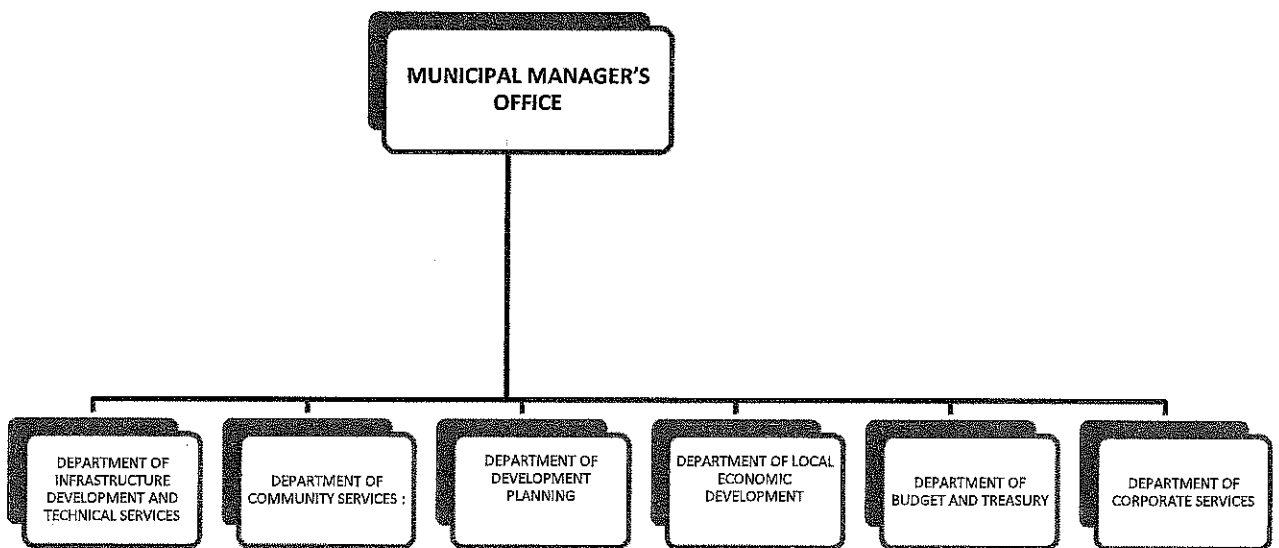 MUNICIPAL MANAGER'S
OFFICE
DEPARTMENT OF
INFRASTRUCTURE
DEVELOPMENT AND
TECHNICAL SERVICES
DEPARTMENT OF
COMMUNITY SERVICES :
DEPARTMENT OF
DEVELOPMENT
PLANNING
DEPARTMENT OF LOCAL
ECONOMIC
DEVELOPMENT
DEPARTMENT OF
BUDGET AND TREASURY
DEPARTMENT OF
CORPORATE SERVICES